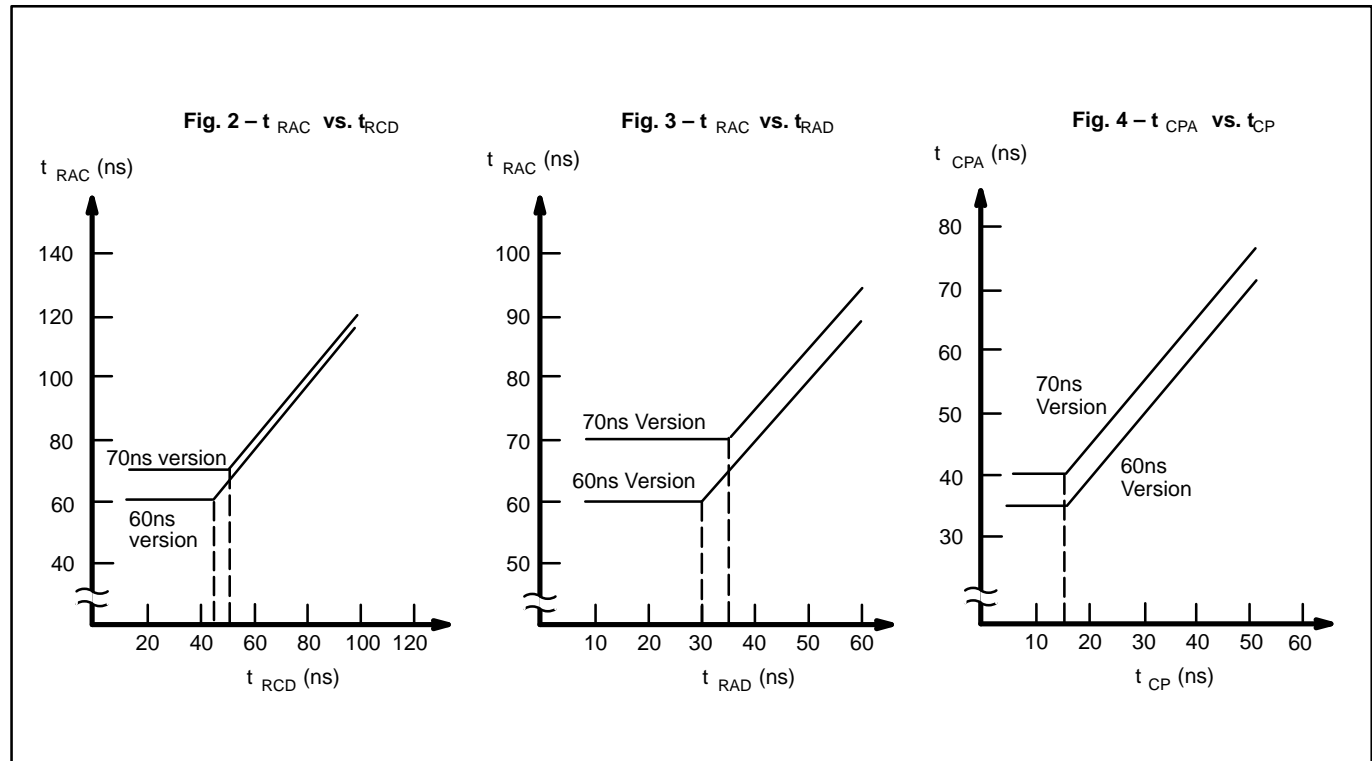 Fig. 2 – t RAC vs. tRCD
t RAC (ns)
140
120
100
80
60
40
70ns version
60ns
version
20 40 60 80 100 120
t RCD (ns)
Fig. 3 – t RAC vs. tRAD
t RAC (ns)
100
90
80
70
60
50
70ns Version
60ns Version
10 20 30 40 50 60
t RAD (ns)
Fig. 4 – t CPA vs. tCP
t CPA (ns)
80
70
60
50
40
30
70ns
Version
60ns
Version
10 20 30 40 50 60
t CP (ns)